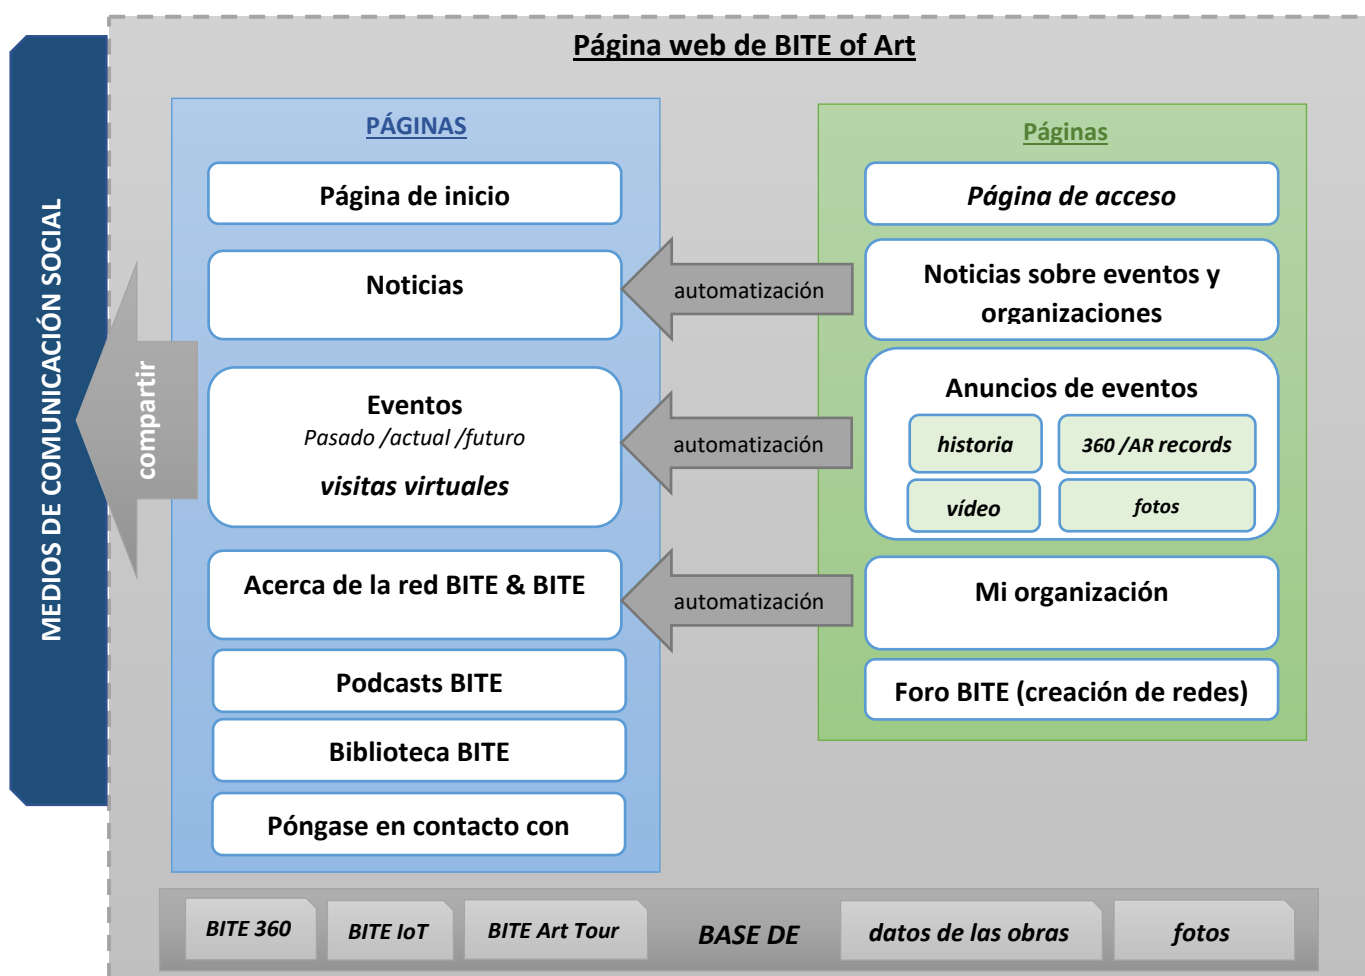 Página web de BITE of Art
MEDIOS DE COMUNICACIÓN SOCIAL
compartir
PÁGINAS
Página de inicio
Noticias
Eventos
Pasado /actual /futuro
visitas virtuales
Acerca de la red BITE & BITE
Podcasts BITE
Biblioteca BITE
Póngase en contacto con
automatización
automatización
automatización
Páginas
Página de acceso
Noticias sobre eventos y
organizaciones
Anuncios de eventos
historia
360 /AR records
vídeo
fotos
Mi organización
Foro BITE (creación de redes)
BITE 360
BITE IoT
BITE Art Tour
BASE DE
datos de las obras
fotos